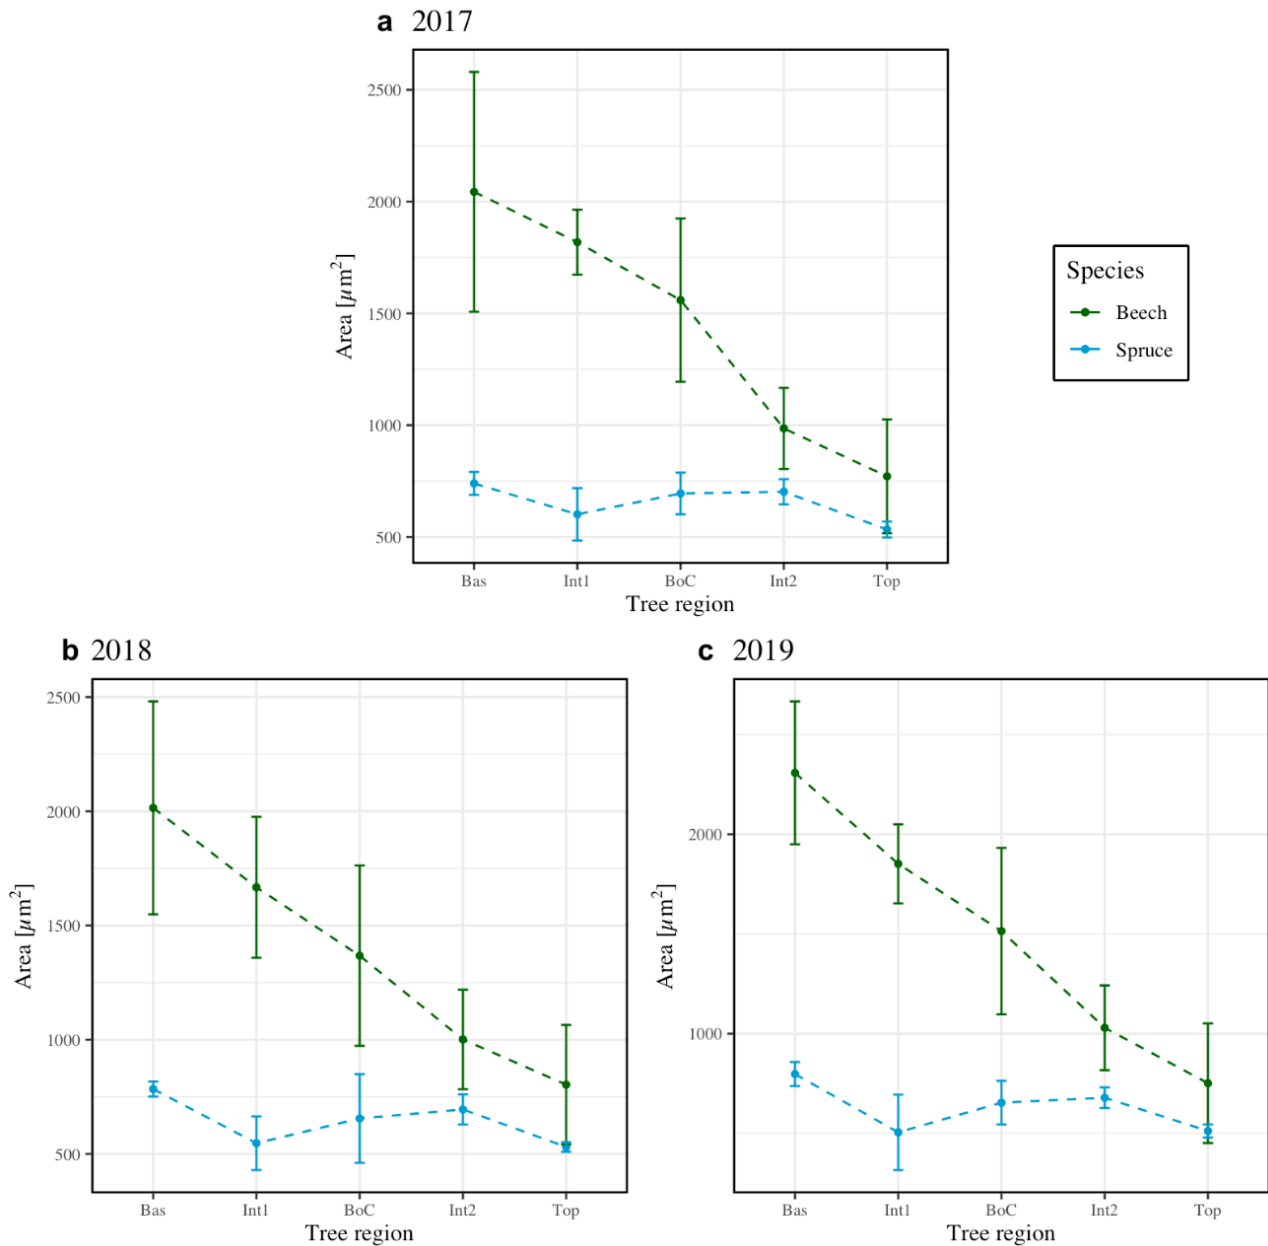 a 2017
2500
2000
1500
1000
500
Area [μm²]
Bas Int1 BoC Int2 Top
Tree region
Species
Beech
Spruce
b 2018
2500
2000
1500
1000
500
Area [μm²]
Bas Int1 BoC Int2 Top
Tree region
c 2019
2000
1000
Area [μm²]
Bas Int1 BoC Int2 Top
Tree region